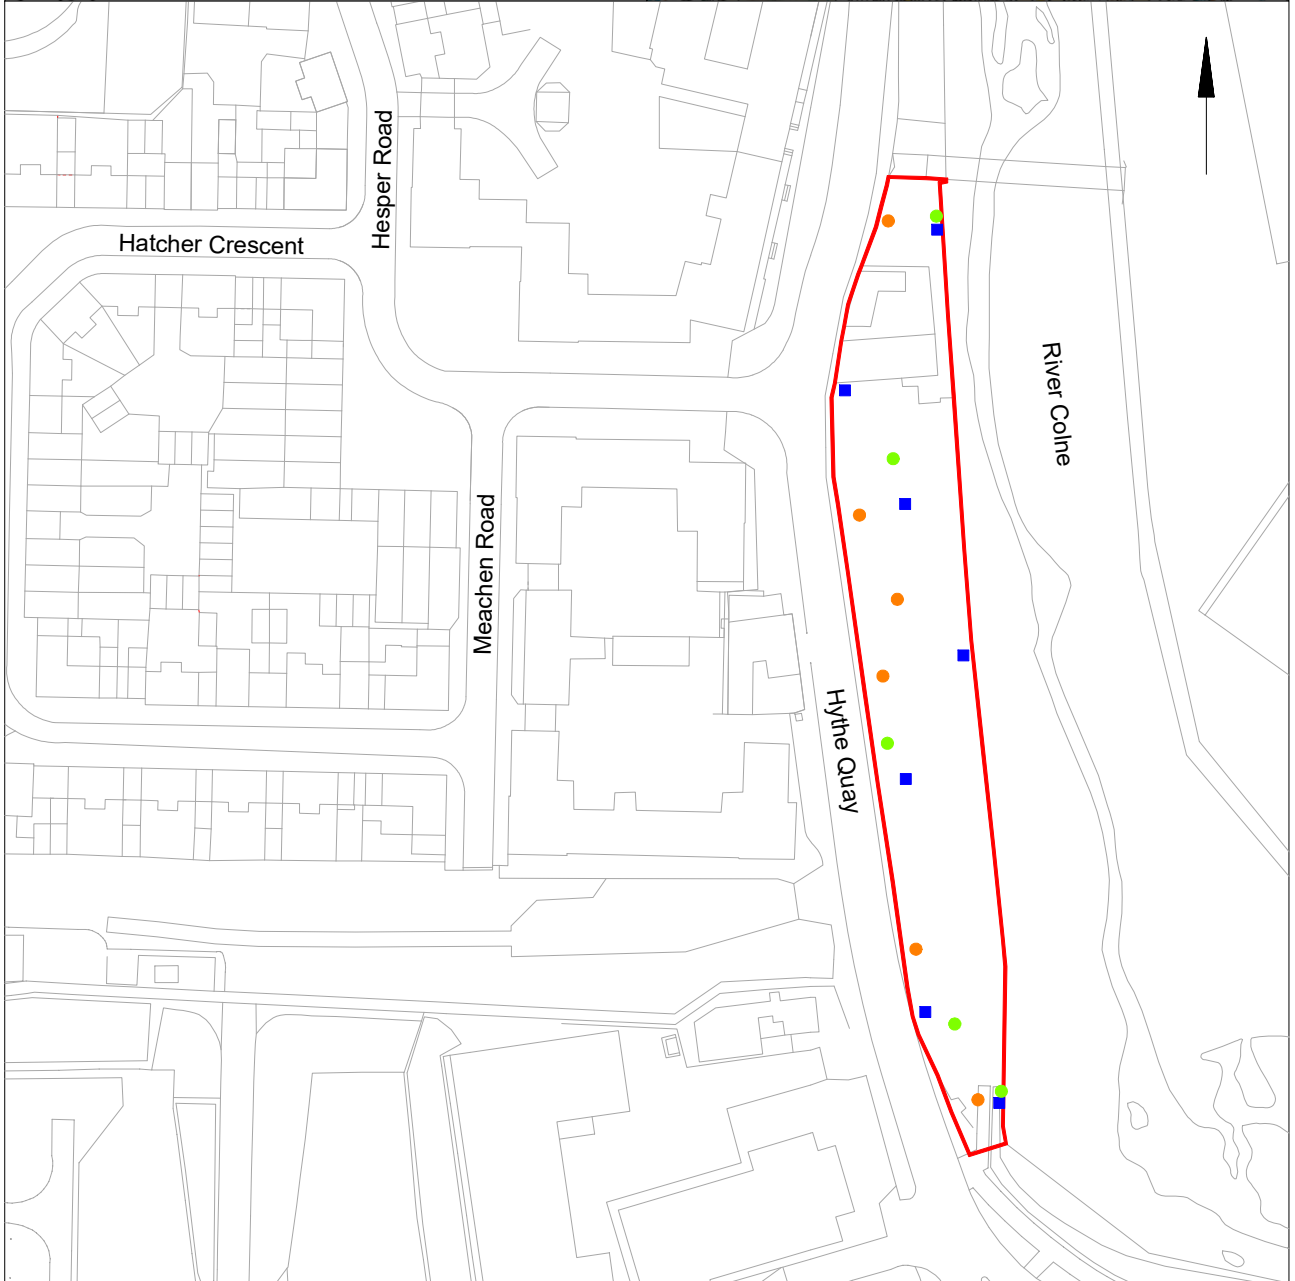 Hesper Road
Hatcher Crescent
River Colne
Meachen Road
Hythe Quay